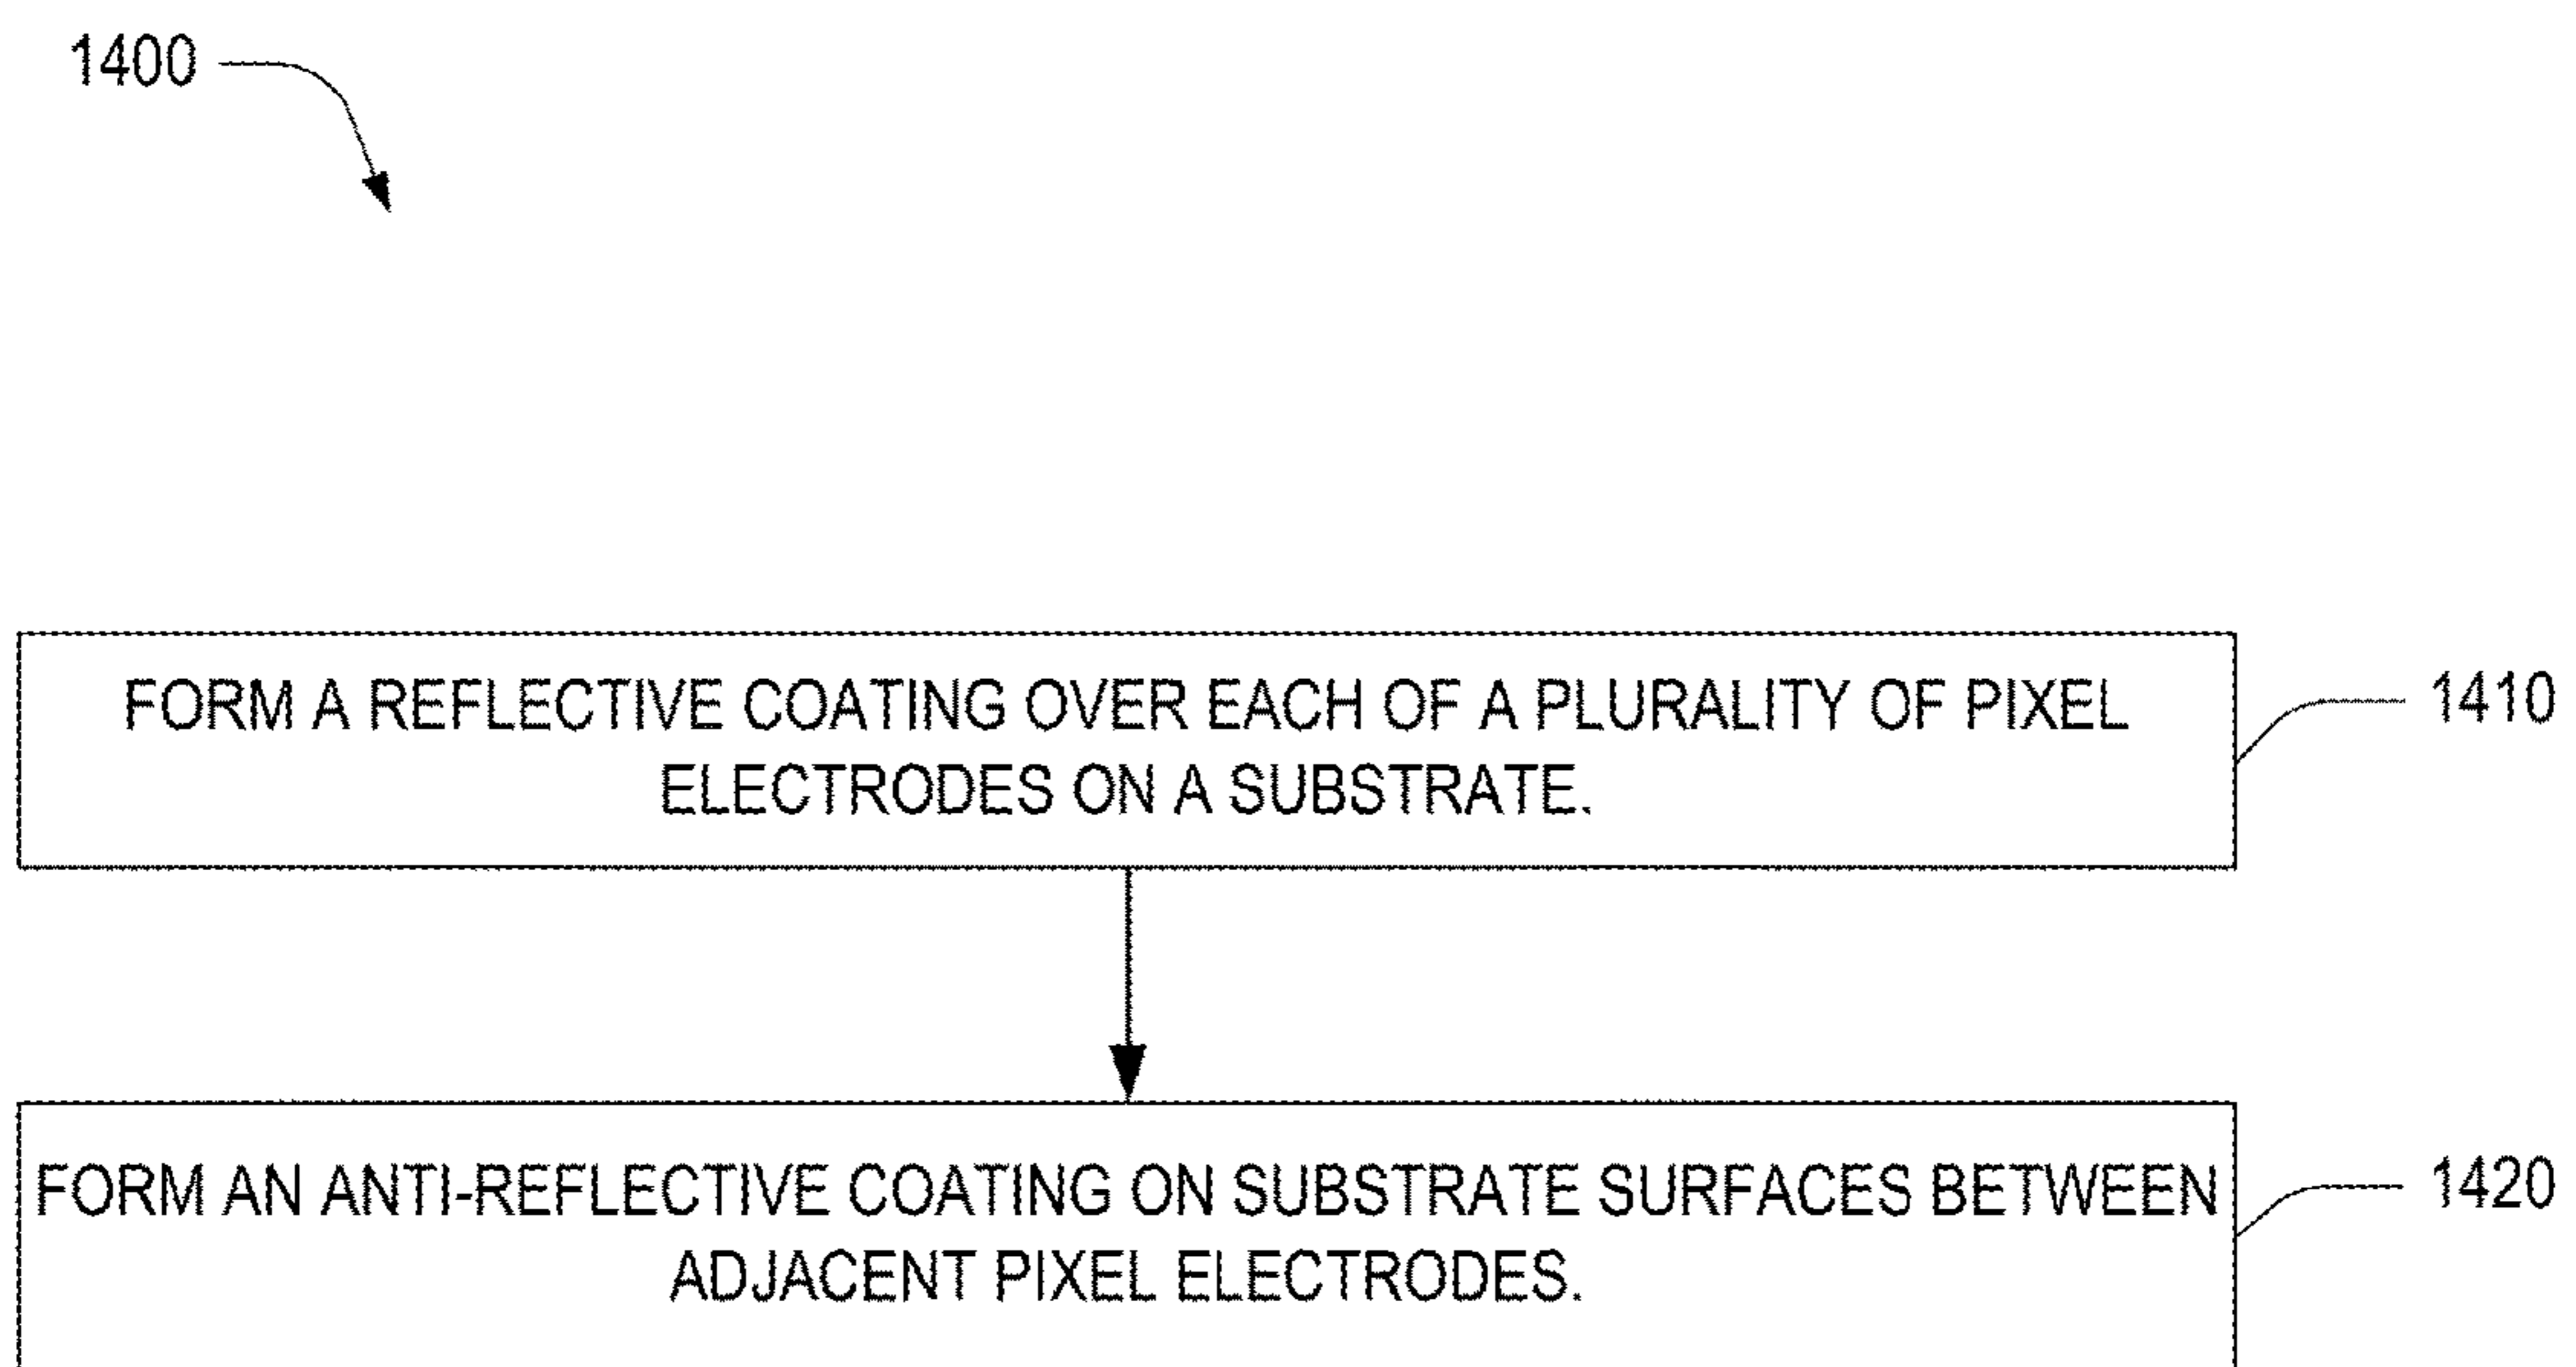 1400
FORM A REFLECTIVE COATING OVER EACH OF A PLURALITY OF PIXEL
ELECTRODES ON A SUBSTRATE.
1410
FORM AN ANTI-REFLECTIVE COATING ON SUBSTRATE SURFACES BETWEEN
ADJACENT PIXEL ELECTRODES.
1420